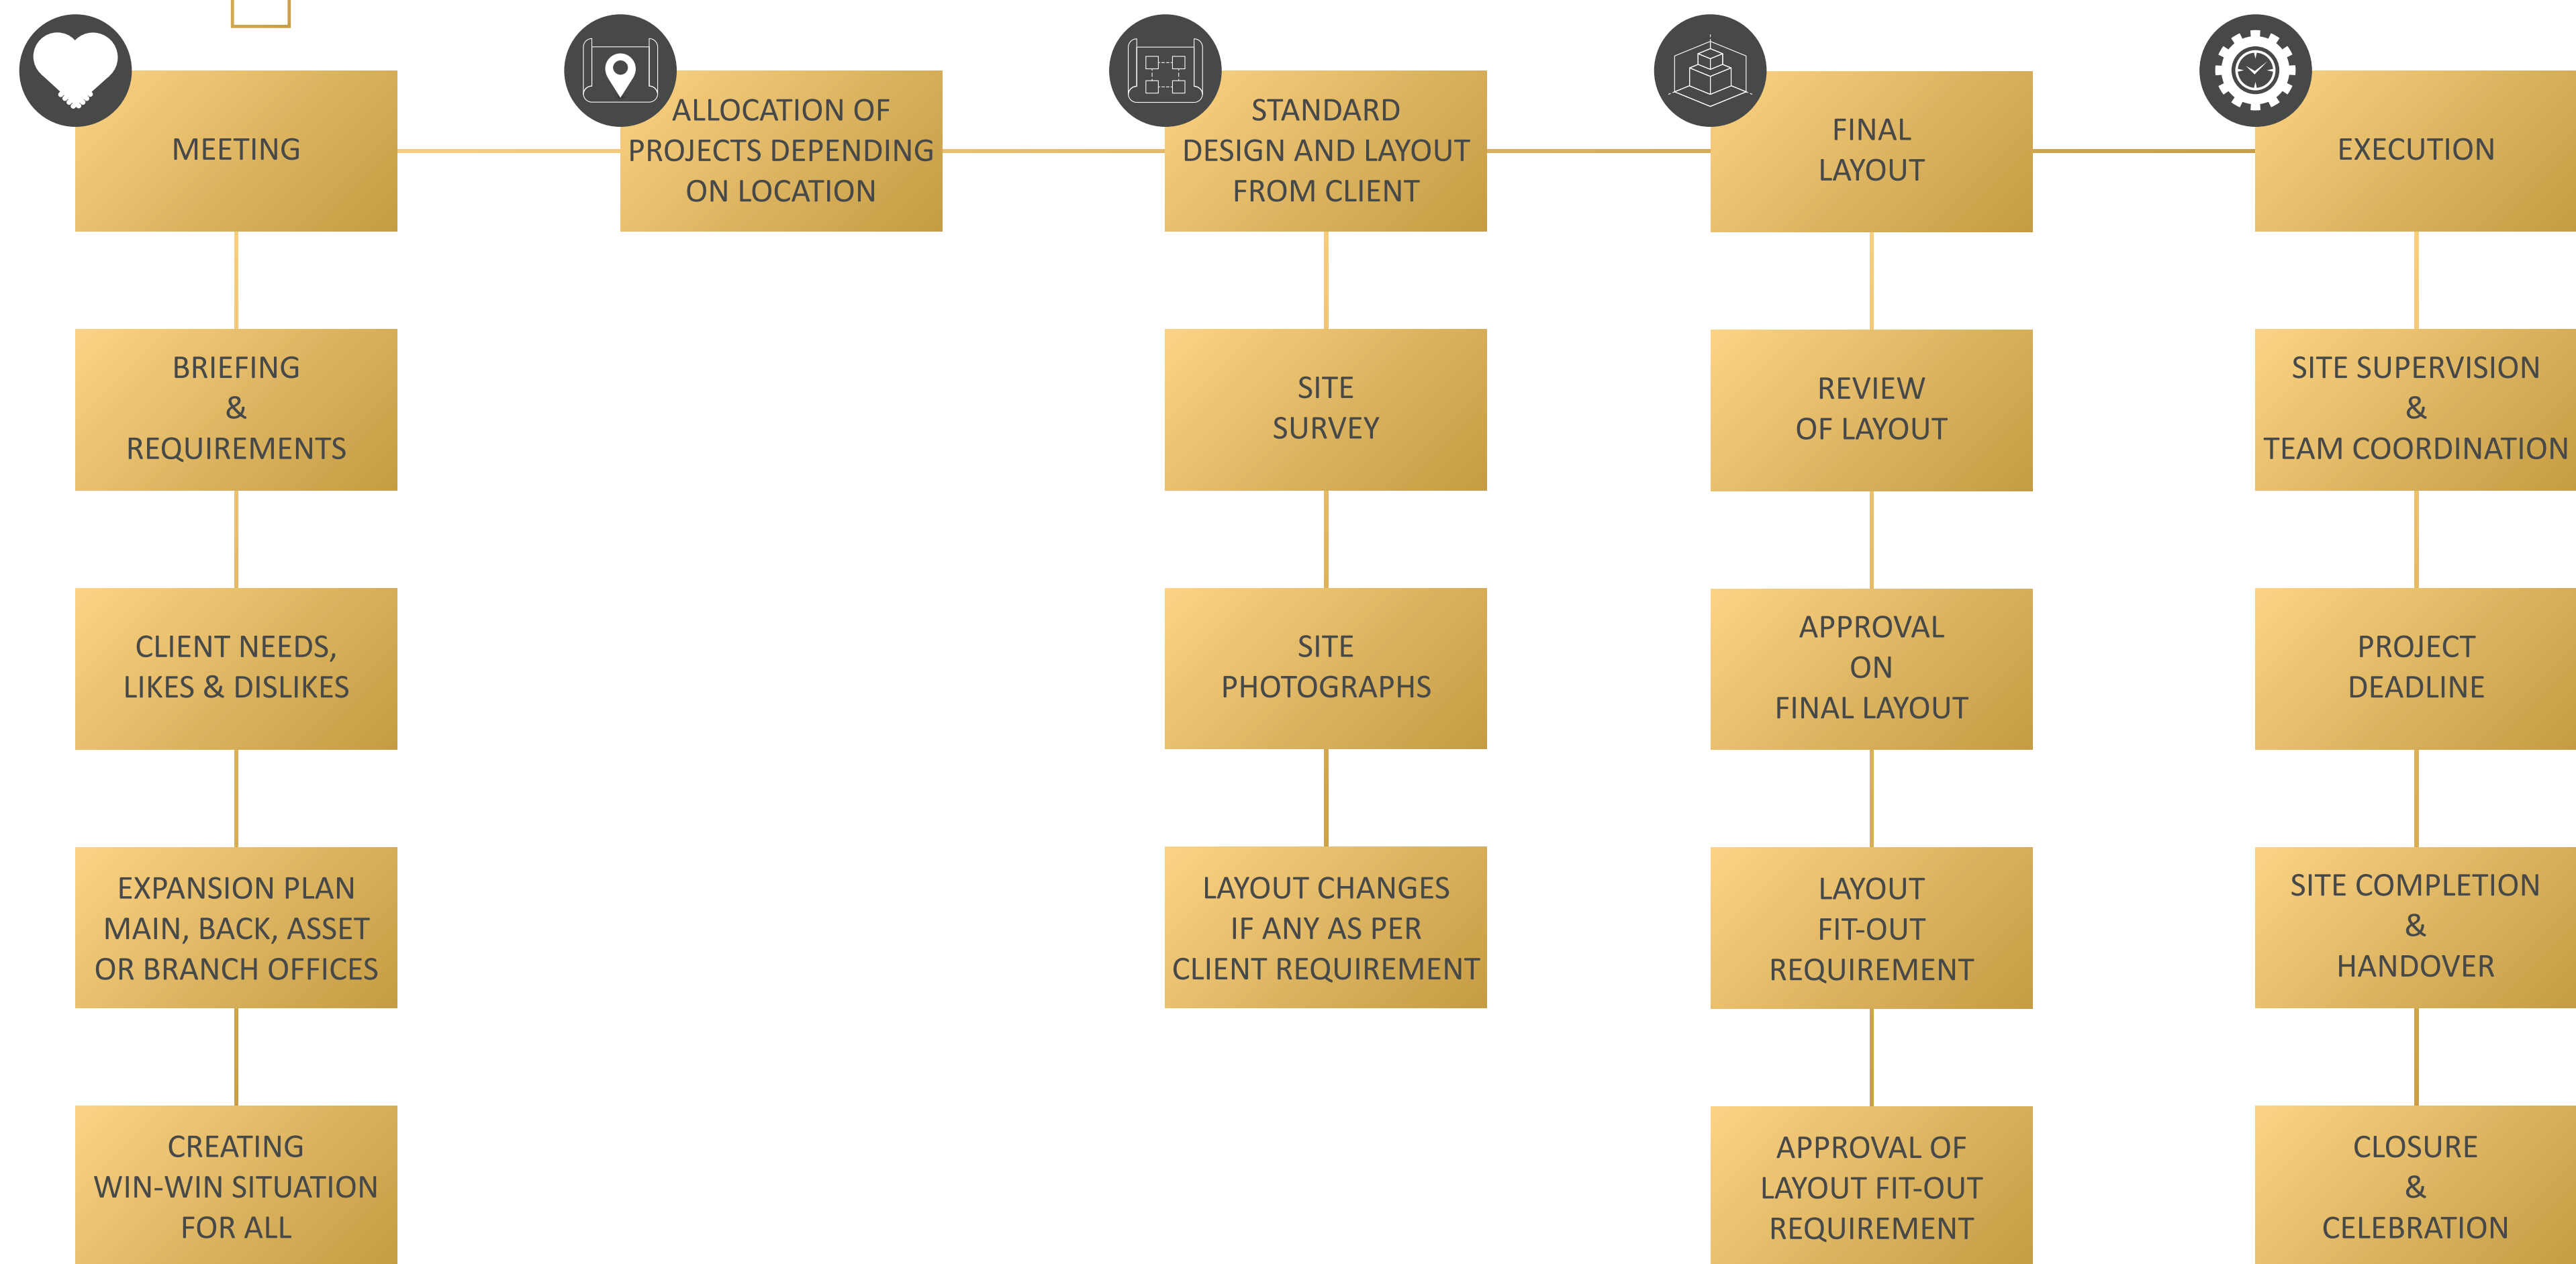 MEETING
BRIEFING
&
REQUIREMENTS
CLIENT NEEDS,
LIKES & DISLIKES
EXPANSION PLAN
MAIN, BACK, ASSET
OR BRANCH OFFICES
CREATING
WIN-WIN SITUATION
FOR ALL
ALLOCATION OF
PROJECTS DEPENDING
ON LOCATION
STANDARD
DESIGN AND LAYOUT
FROM CLIENT
SITE
SURVEY
SITE
PHOTOGRAPHS
LAYOUT CHANGES
IF ANY AS PER
CLIENT REQUIREMENT
FINAL
LAYOUT
REVIEW
OF LAYOUT
APPROVAL
ON
FINAL LAYOUT
LAYOUT
FIT-OUT
REQUIREMENT
APPROVAL OF
LAYOUT FIT-OUT
REQUIREMENT
EXECUTION
SITE SUPERVISION
&
TEAM COORDINATION
PROJECT
DEADLINE
SITE COMPLETION
&
HANDOVER
CLOSURE
&
CELEBRATION